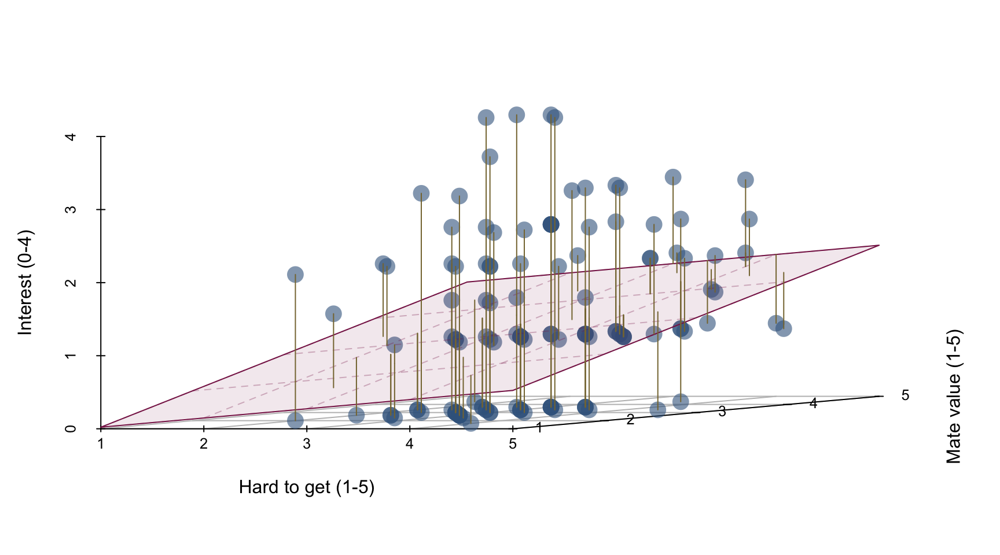 Interest (0-4)
4
3
2
1
0
1 2 3 4 5
Hard to get (1-5)
1
2
3
4
5
Mate value (1-5)